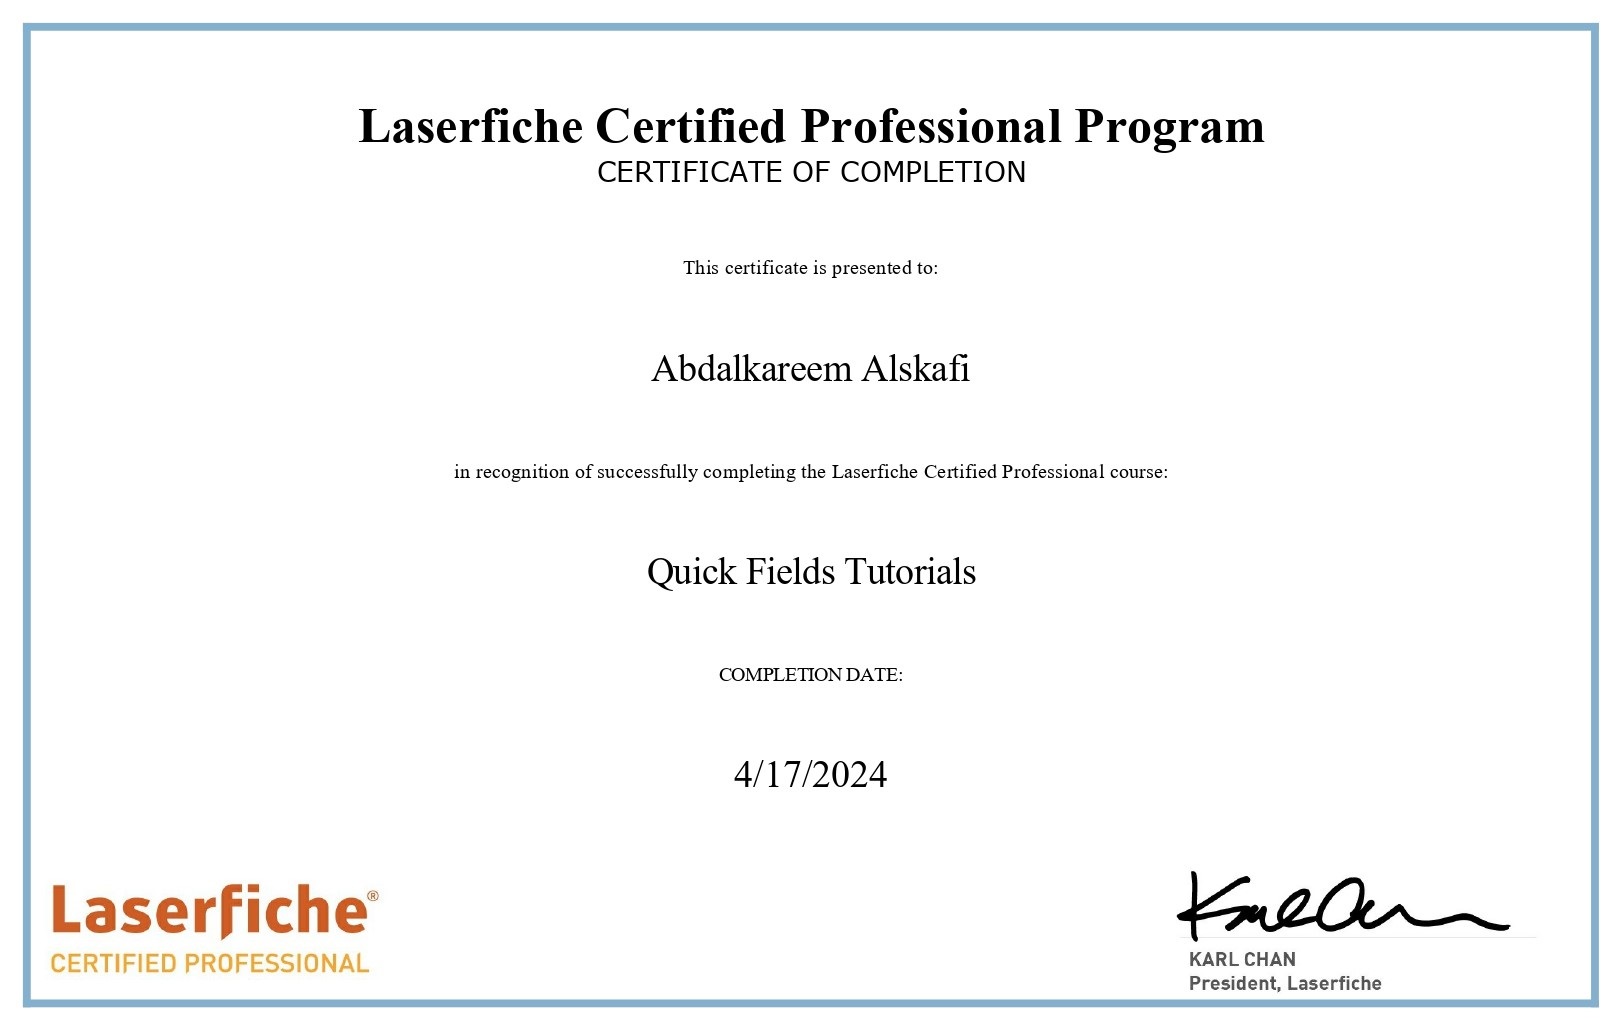 Laserfiche Certified Professional Program
CERTIFICATE OF COMPLETION
This certificate is presented to:
Abdalkareem Alskafi
in recognition of successfully completing the Laserfiche Certified Professional course:
Quick Fields Tutorials
COMPLETION DATE:
4/17/2024
Laserfiche®
CERTIFIED PROFESSIONAL
Karl Chan
KARL CHAN
President, Laserfiche